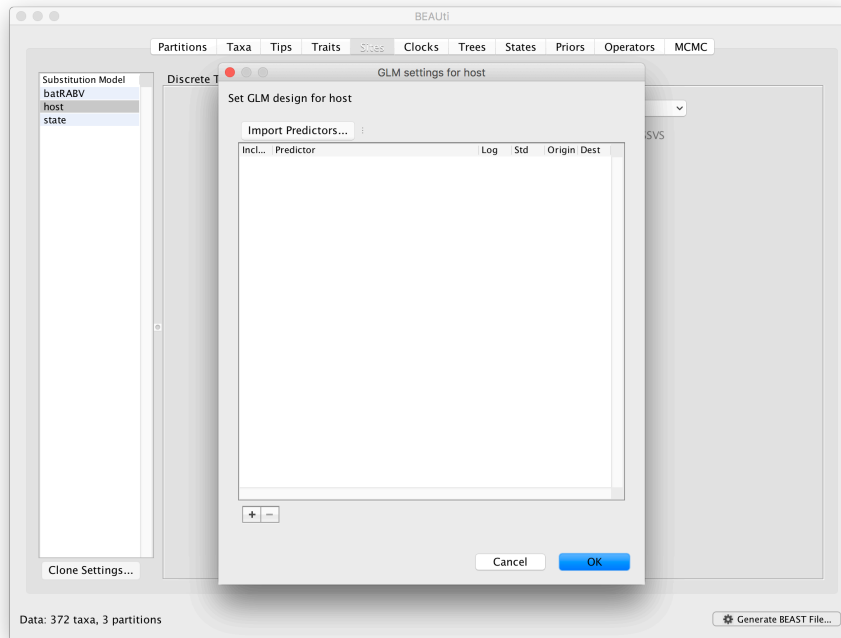 BEAUti
Partitions Taxa Tips Traits Sites Clocks Trees States Priors Operators MCMC
Substitution Model
batRABV
host
state
Discrete T
GLM settings for host
Set GLM design for host
Import Predictors...
SSVS
Incl... Predictor Log Std Origin Dest
+ −
Cancel OK
Clone Settings...
Data: 372 taxa, 3 partitions
Generate BEAST File...